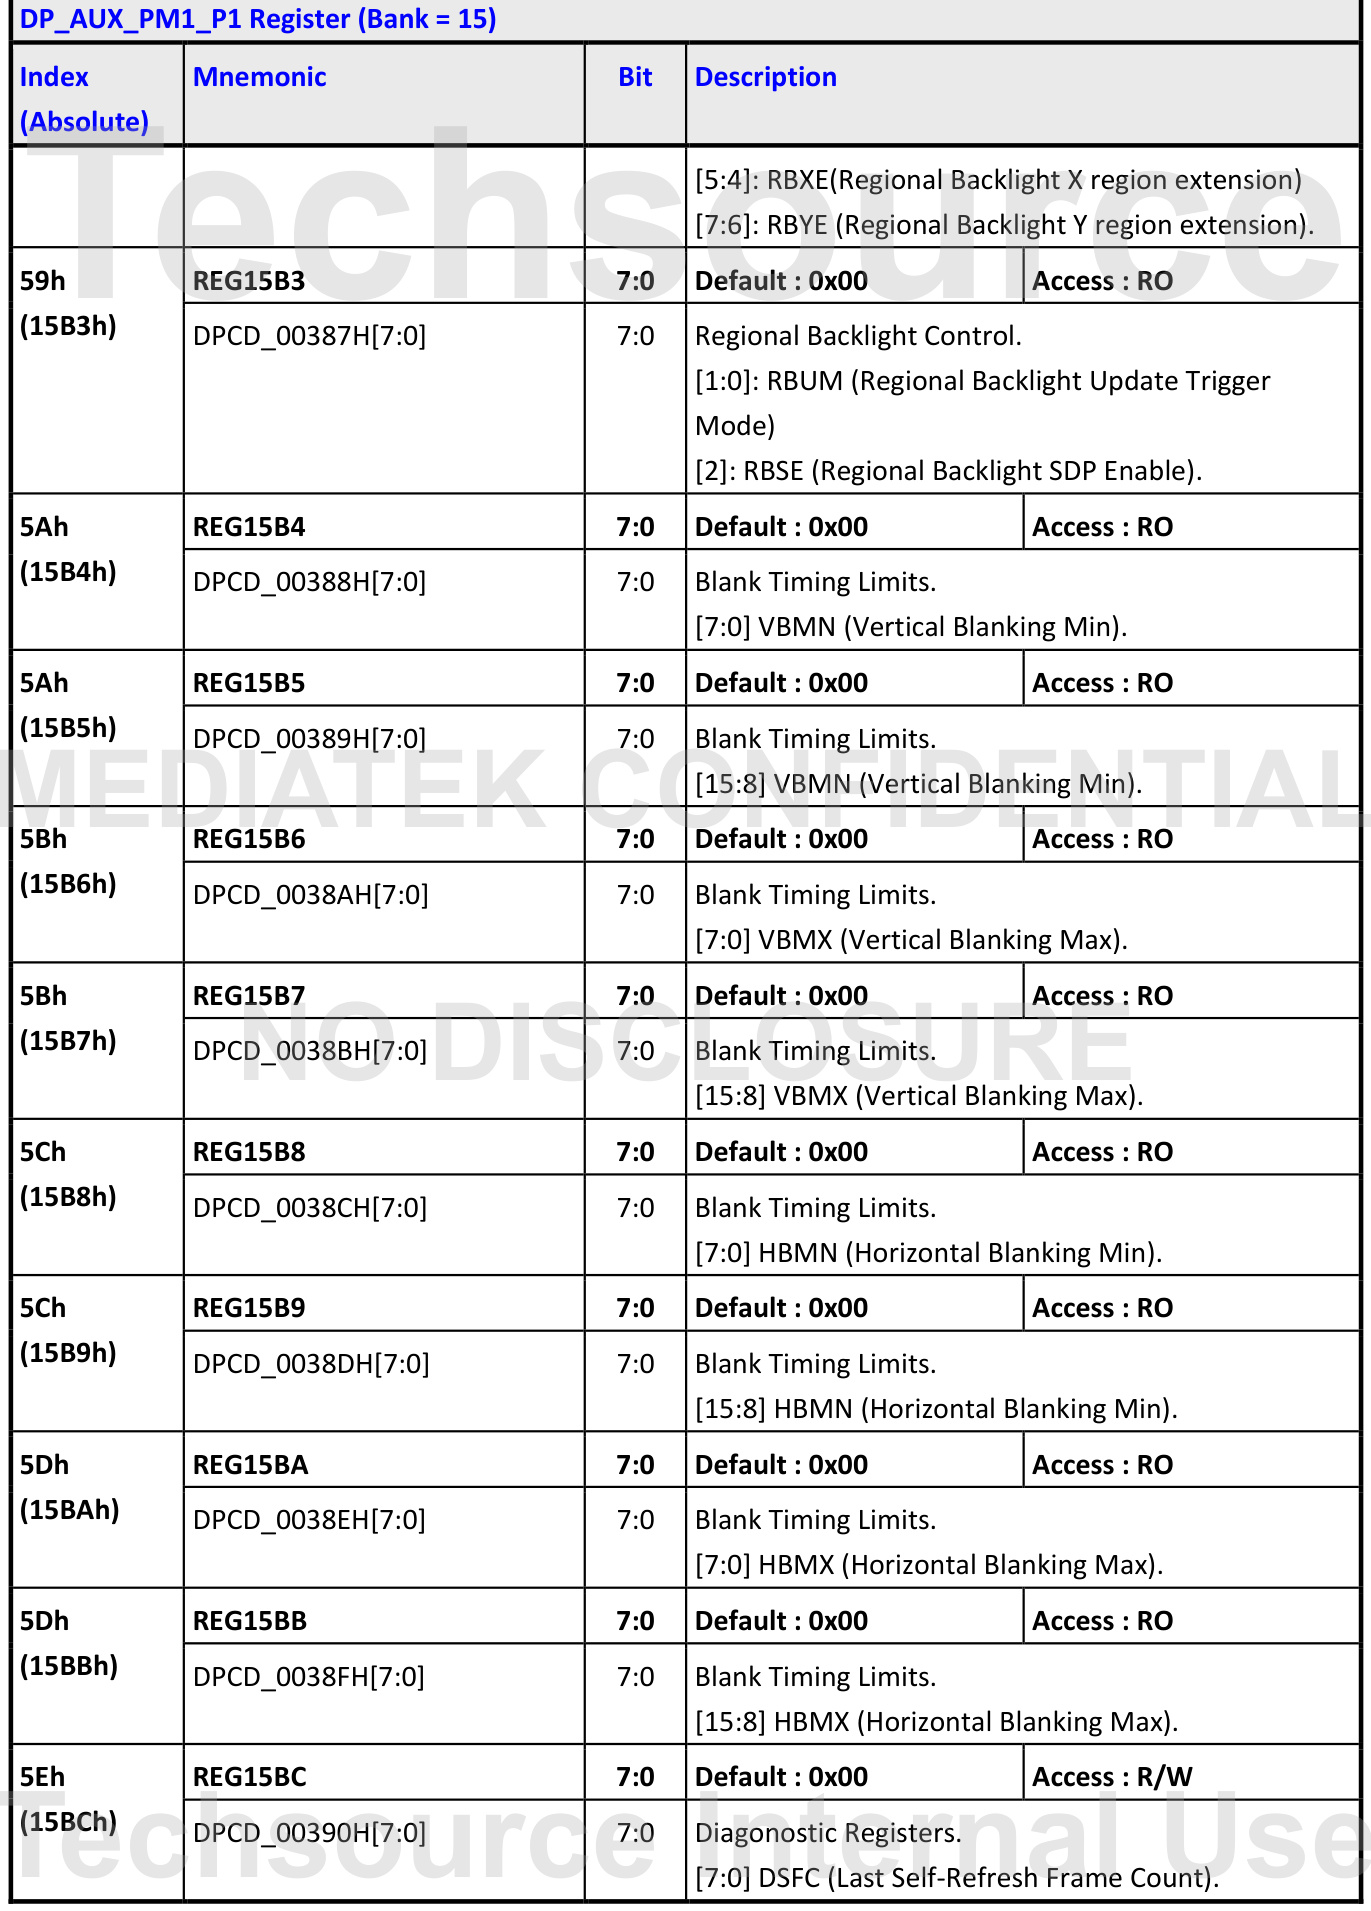 DP_AUX_PM1_P1 Register (Bank = 15)
Index (Absolute) Mnemonic Bit Description
[5:4]: RBXE(Regional Backlight X region extension)
[7:6]: RBYE (Regional Backlight Y region extension).
59h REG15B3 7:0 Default : 0x00 Access : RO
(15B3h) DPCD_00387H[7:0] 7:0 Regional Backlight Control.
[1:0]: RBUM (Regional Backlight Update Trigger
Mode)
[2]: RBSE (Regional Backlight SDP Enable).
5Ah REG15B4 7:0 Default : 0x00 Access : RO
(15B4h) DPCD_00388H[7:0] 7:0 Blank Timing Limits.
[7:0] VBMN (Vertical Blanking Min).
5Ah REG15B5 7:0 Default : 0x00 Access : RO
(15B5h) DPCD_00389H[7:0] 7:0 Blank Timing Limits.
[15:8] VBMN (Vertical Blanking Min).
5Bh REG15B6 7:0 Default : 0x00 Access : RO
(15B6h) DPCD_0038AH[7:0] 7:0 Blank Timing Limits.
[7:0] VBMX (Vertical Blanking Max).
5Bh REG15B7 7:0 Default : 0x00 Access : RO
(15B7h) DPCD_0038BH[7:0] 7:0 Blank Timing Limits.
[15:8] VBMX (Vertical Blanking Max).
5Ch REG15B8 7:0 Default : 0x00 Access : RO
(15B8h) DPCD_0038CH[7:0] 7:0 Blank Timing Limits.
[7:0] HBMN (Horizontal Blanking Min).
5Ch REG15B9 7:0 Default : 0x00 Access : RO
(15B9h) DPCD_0038DH[7:0] 7:0 Blank Timing Limits.
[15:8] HBMN (Horizontal Blanking Min).
5Dh REG15BA 7:0 Default : 0x00 Access : RO
(15BAh) DPCD_0038EH[7:0] 7:0 Blank Timing Limits.
[7:0] HBMX (Horizontal Blanking Max).
5Dh REG15BB 7:0 Default : 0x00 Access : RO
(15BBh) DPCD_0038FH[7:0] 7:0 Blank Timing Limits.
[15:8] HBMX (Horizontal Blanking Max).
5Eh REG15BC 7:0 Default : 0x00 Access : R/W
(15BCh) DPCD_00390H[7:0] 7:0 Diagonostic Registers.
[7:0] DSFC (Last Self-Refresh Frame Count).
Techsource
MEDIATEK CONFIDENTIAL
NO DISCLOSURE
Techsource Internal Use